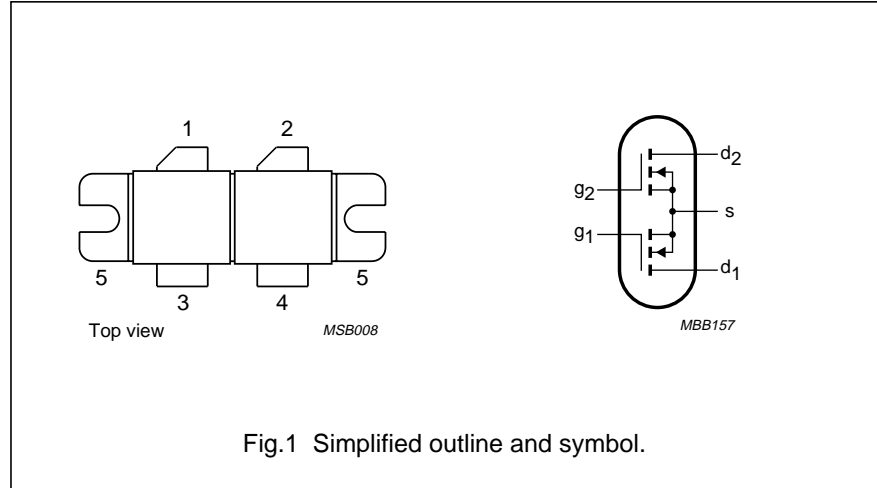 1 2
5 5
3 4
Top view MSB008
d2
g2
s
g1
d1
MBB157
Fig.1 Simplified outline and symbol.